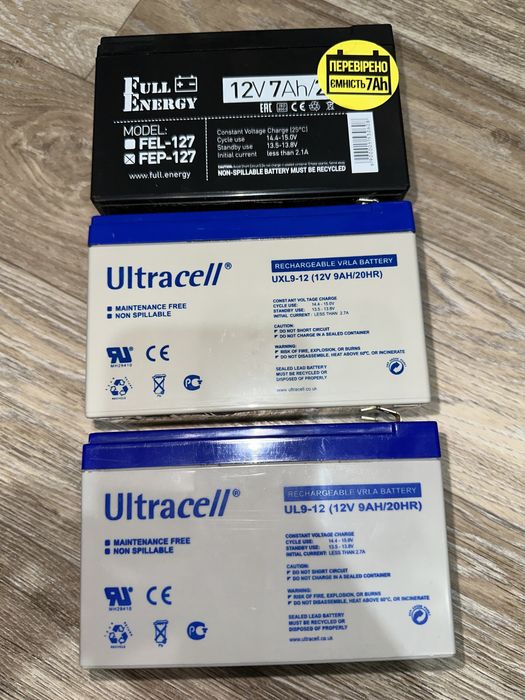 FULL
ENERGY
12V 7Ah/2
ПЕРЕВІРЕНО
ЄМНІСТЬ 7Ah
EAC CE
MODEL:
FEL-127
FEP-127
www.full.energy
Constant Voltage Charge (25°C)
Cycle use 14.4-15.0V
Standby use 13.5-13.8V
Initial current less than 2.1A
NON-SPILLABLE BATTERY MUST BE RECYCLED
Ultracell®
MAINTENANCE FREE
NON SPILLABLE
RECHARGEABLE VRLA BATTERY
UXL9-12 (12V 9AH/20HR)
CONSTANT VOLTAGE CHARGE
CYCLE USE: 14.4 - 15.0V
STANDBY USE: 13.5 - 13.8V
INITIAL CURRENT: LESS THAN 2.7A
CAUTION:
DO NOT SHORT CIRCUIT
DO NOT CHARGE IN A SEALED CONTAINER
WARNING:
RISK OF FIRE, EXPLOSION, OR BURNS
DO NOT DISASSEMBLE, HEAT ABOVE 60°C, OR INCINERATE
SEALED LEAD BATTERY
MUST BE RECYCLED OR
DISPOSED OF PROPERLY.
www.ultracell.co.uk
MH28410
CE
RECYCLE
Pb
Ultracell®
MAINTENANCE FREE
NON SPILLABLE
RECHARGEABLE VRLA BATTERY
UL9-12 (12V 9AH/20HR)
CONSTANT VOLTAGE CHARGE
CYCLE USE: 14.4 - 15.0V
STANDBY USE: 13.5 - 13.8V
INITIAL CURRENT: LESS THAN 2.7A
CAUTION:
DO NOT SHORT CIRCUIT
DO NOT CHARGE IN A SEALED CONTAINER
WARNING:
RISK OF FIRE, EXPLOSION, OR BURNS
DO NOT DISASSEMBLE, HEAT ABOVE 60°C, OR INCINERATE
SEALED LEAD BATTERY
MUST BE RECYCLED OR
DISPOSED OF PROPERLY.
www.ultracell.co.uk
MH28410
CE
RECYCLE
Pb